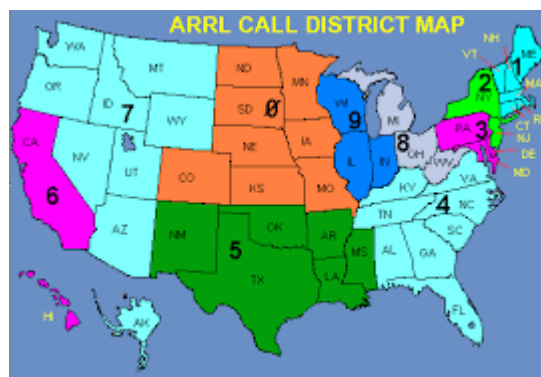 ARRL CALL DISTRICT MAP
NH
WA
VT
ME
MT
ND
MN
1
OR
MA
2
ID
WI
NY
7
SD
0
MI
R
WY
9
CT
PA
3
NJ
CA
IA
8
NE
OH
DE
NV
IL
IN
WV
MD
UT
6
CO
VA
KS
MO
KY
4
NC
TN
OK
AZ
NM
AR
SC
5
MS
AL
GA
TX
LA
HI
AK
FL